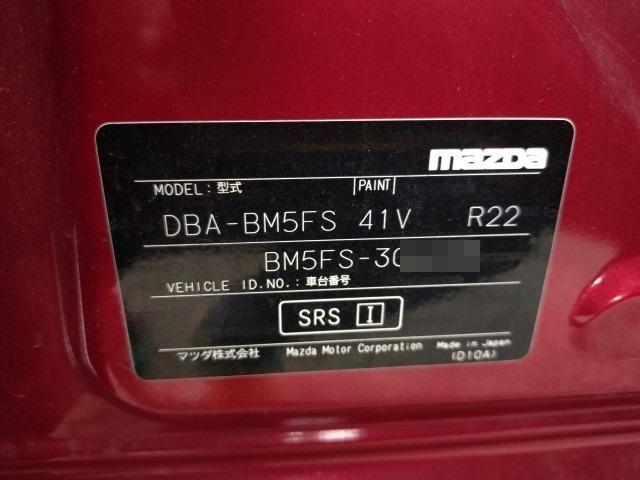 mazda
MODEL: 型式 PAINT
DBA-BM5FS 41V R22
BM5FS-30
VEHICLE ID.NO.: 車台番号
SRS I
マツダ株式会社 Mazda Motor Corporation Made in Japan
(D10A)